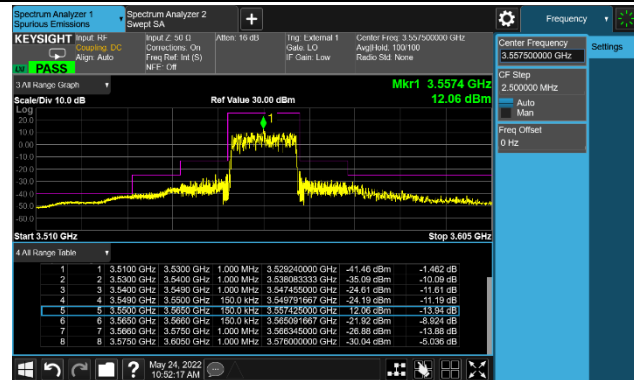 Spectrum Analyzer 1
Spurious Emissions
Spectrum Analyzer 2
Swept SA
Frequency
KEYSIGHT
Input: RF
Coupling: DC
Align: Auto
Input Z: 50 Ω
Corrections: On
Freq Ref: Int (S)
NFE: Off
Atten: 16 dB
Trig: External 1
Gate: LO
IF Gain: Low
Center Freq: 3.557500000 GHz
Avg|Hold: 100/100
Radio Std: None
PASS
Center Frequency
3.557500000 GHz
Settings
CF Step
2.500000 MHz
Auto
Man
Freq Offset
0 Hz
3 All Range Graph
Mkr1 3.5574 GHz
Scale/Div 10.0 dB
Ref Value 30.00 dBm
12.06 dBm
Log
20.0
10.0
0.00
-10.0
-20.0
-30.0
-40.0
-50.0
-60.0
1
Start 3.510 GHz
Stop 3.605 GHz
4 All Range Table
1 1 3.5100 GHz 3.5300 GHz 1.000 MHz 3.529240000 GHz -41.46 dBm -1.462 dB
2 2 3.5300 GHz 3.5400 GHz 1.000 MHz 3.538083333 GHz -35.09 dBm -10.09 dB
3 3 3.5400 GHz 3.5490 GHz 1.000 MHz 3.547455000 GHz -24.61 dBm -11.61 dB
4 4 3.5490 GHz 3.5500 GHz 150.0 kHz 3.549791667 GHz -24.19 dBm -11.19 dB
5 5 3.5500 GHz 3.5650 GHz 150.0 kHz 3.557425000 GHz 12.06 dBm -13.94 dB
6 6 3.5650 GHz 3.5660 GHz 150.0 kHz 3.565091667 GHz -21.92 dBm -8.924 dB
7 7 3.5660 GHz 3.5750 GHz 1.000 MHz 3.566345000 GHz -26.88 dBm -13.88 dB
8 8 3.5750 GHz 3.6050 GHz 1.000 MHz 3.576000000 GHz -30.04 dBm -5.036 dB
May 24, 2022
10:52:17 AM